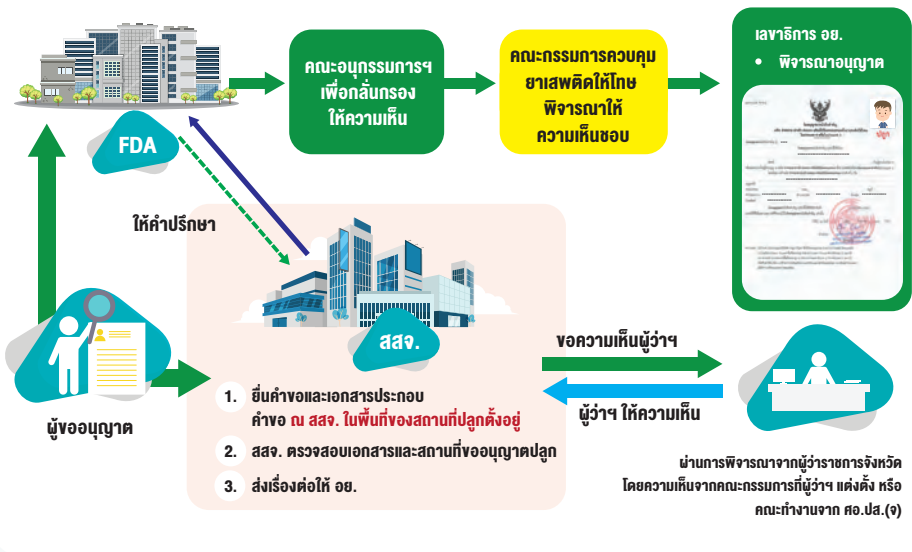 FDA
คณะอนุกรรมการฯ
เพื่อกลั่นกรอง
ให้ความเห็น
คณะกรรมการควบคุม
ยาเสพติดให้โทษ
พิจารณาให้
ความเห็นชอบ
เลขาธิการ อย.
• พิจารณาอนุญาต
ปลูก
ให้คำปรึกษา
ผู้ขออนุญาต
สสจ.
1. ยื่นคำขอและเอกสารประกอบ
คำขอ ณ สสจ. ในพื้นที่ของสถานที่ปลูกตั้งอยู่
2. สสจ. ตรวจสอบเอกสารและสถานที่ขออนุญาตปลูก
3. ส่งเรื่องต่อให้ อย.
ขอความเห็นผู้ว่าฯ
ผู้ว่าฯ ให้ความเห็น
ผ่านการพิจารณาจากผู้ว่าราชการจังหวัด
โดยความเห็นจากคณะกรรมการที่ผู้ว่าฯ แต่งตั้ง หรือ
คณะทำงานจาก ศอ.ปส.(จ)